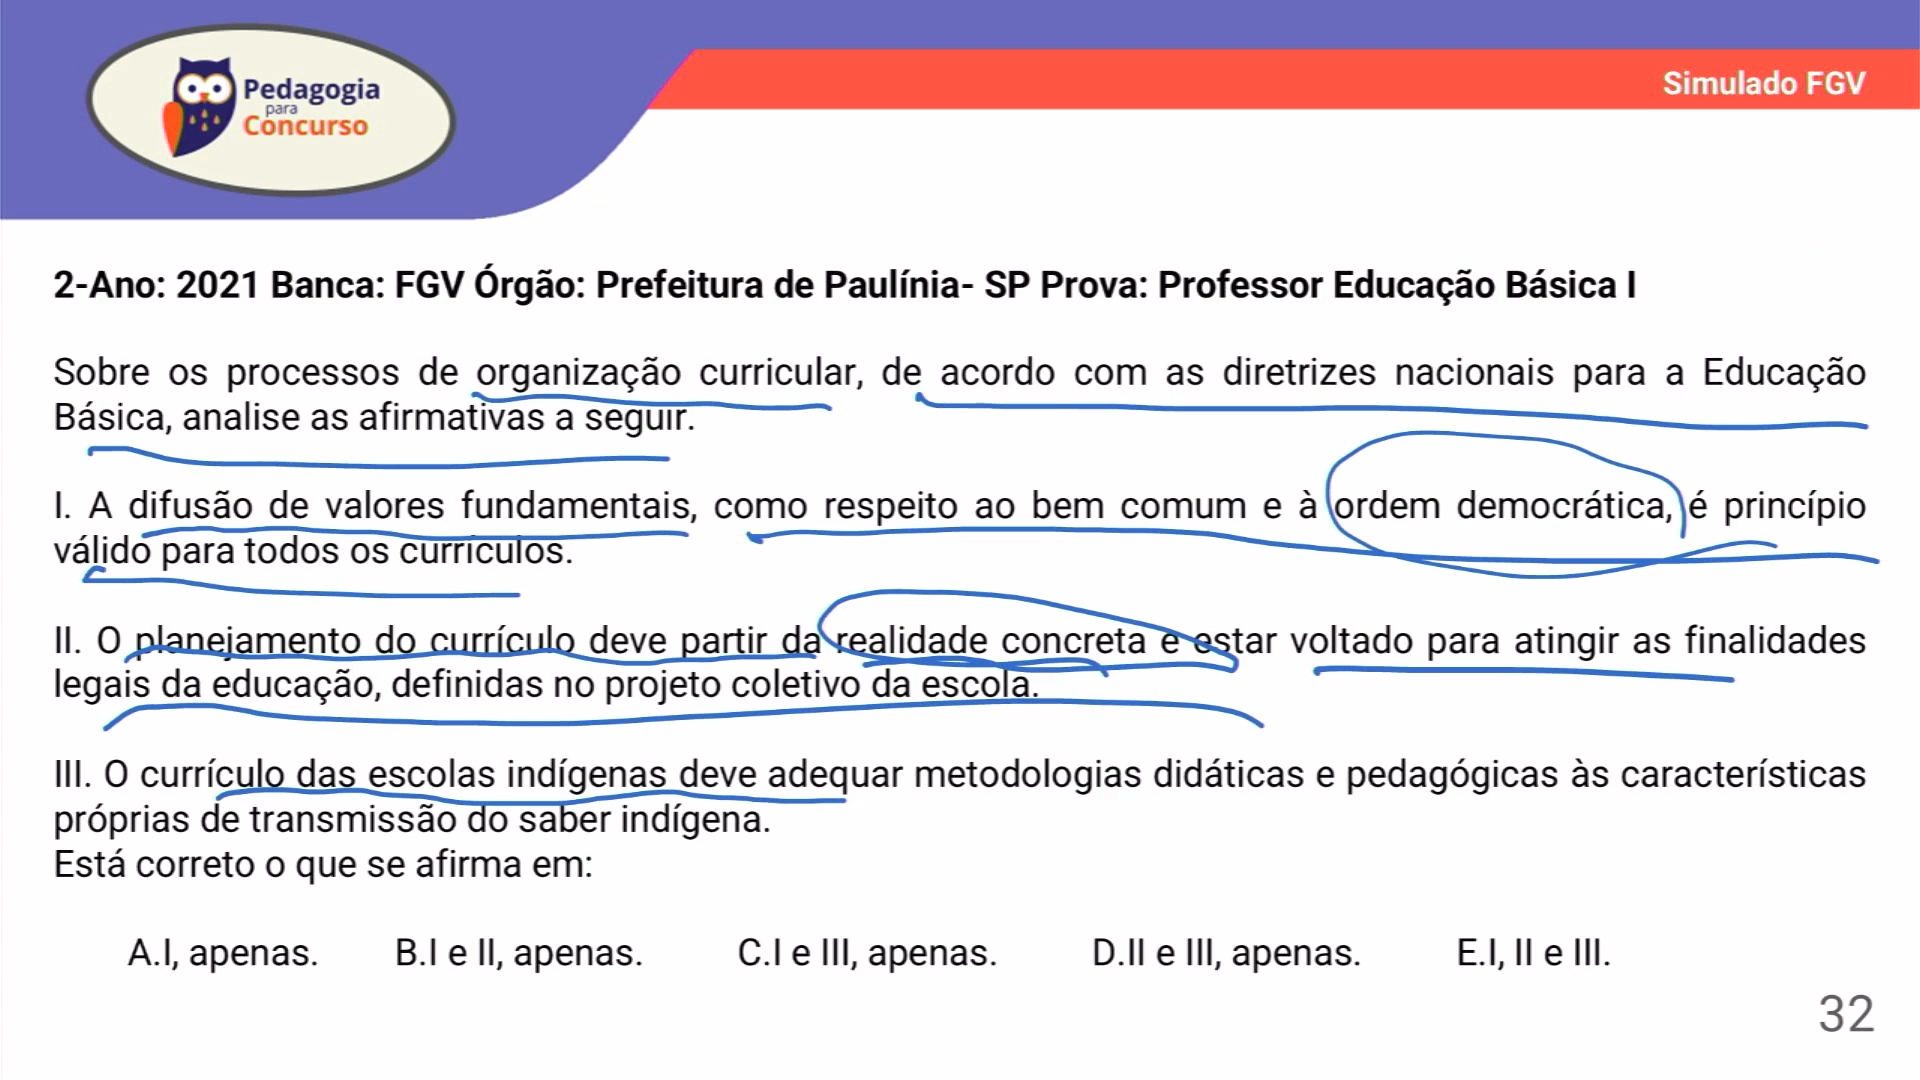 Pedagogia
para
Concurso
Simulado FGV
2-Ano: 2021 Banca: FGV Órgão: Prefeitura de Paulínia- SP Prova: Professor Educação Básica I
Sobre os processos de organização curricular, de acordo com as diretrizes nacionais para a Educação
Básica, analise as afirmativas a seguir.
I. A difusão de valores fundamentais, como respeito ao bem comum e à ordem democrática, é princípio
válido para todos os currículos.
II. O planejamento do currículo deve partir da realidade concreta e estar voltado para atingir as finalidades
legais da educação, definidas no projeto coletivo da escola.
III. O currículo das escolas indígenas deve adequar metodologias didáticas e pedagógicas às características
próprias de transmissão do saber indígena.
Está correto o que se afirma em:
A.I, apenas. B.I e II, apenas. C.I e III, apenas. D.II e III, apenas. E.I, II e III.
32